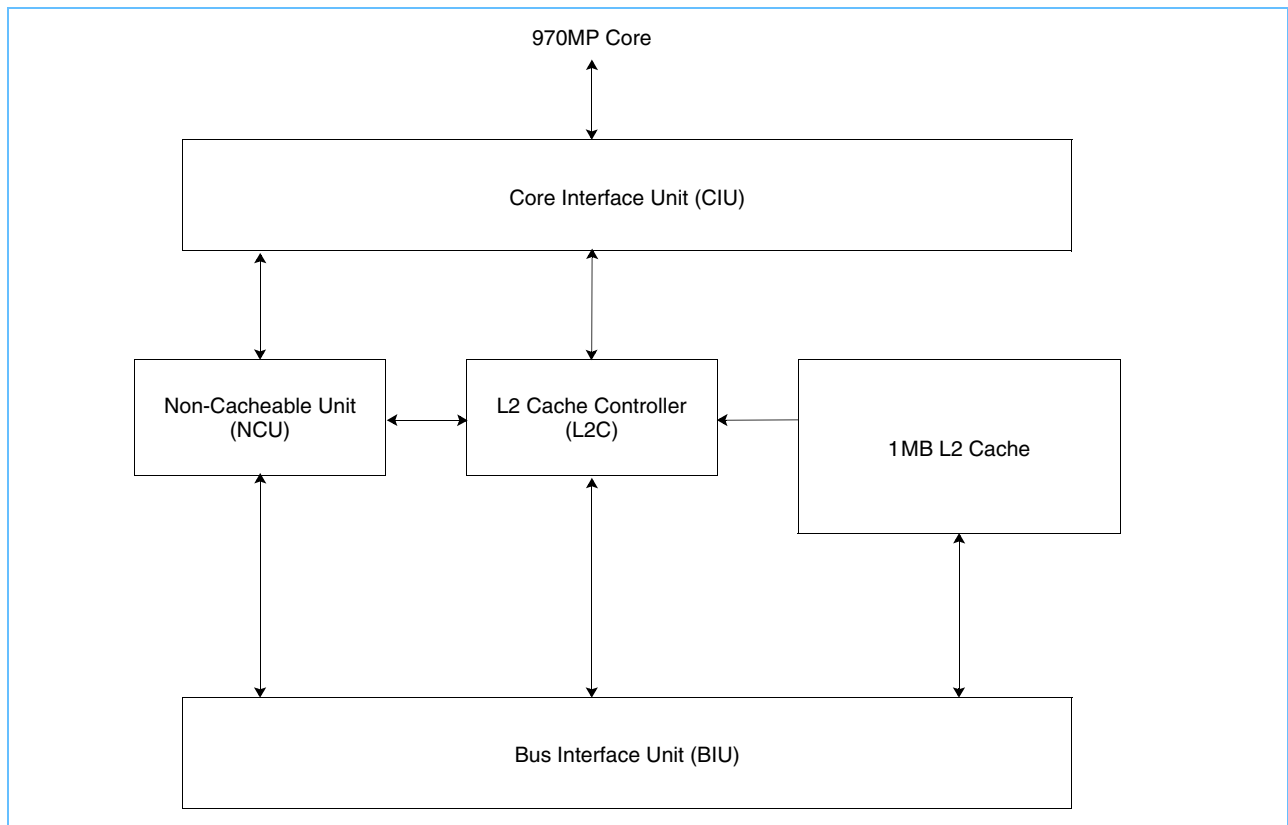 970MP Core
Core Interface Unit (CIU)
Non-Cacheable Unit
(NCU)
L2 Cache Controller
(L2C)
1MB L2 Cache
Bus Interface Unit (BIU)